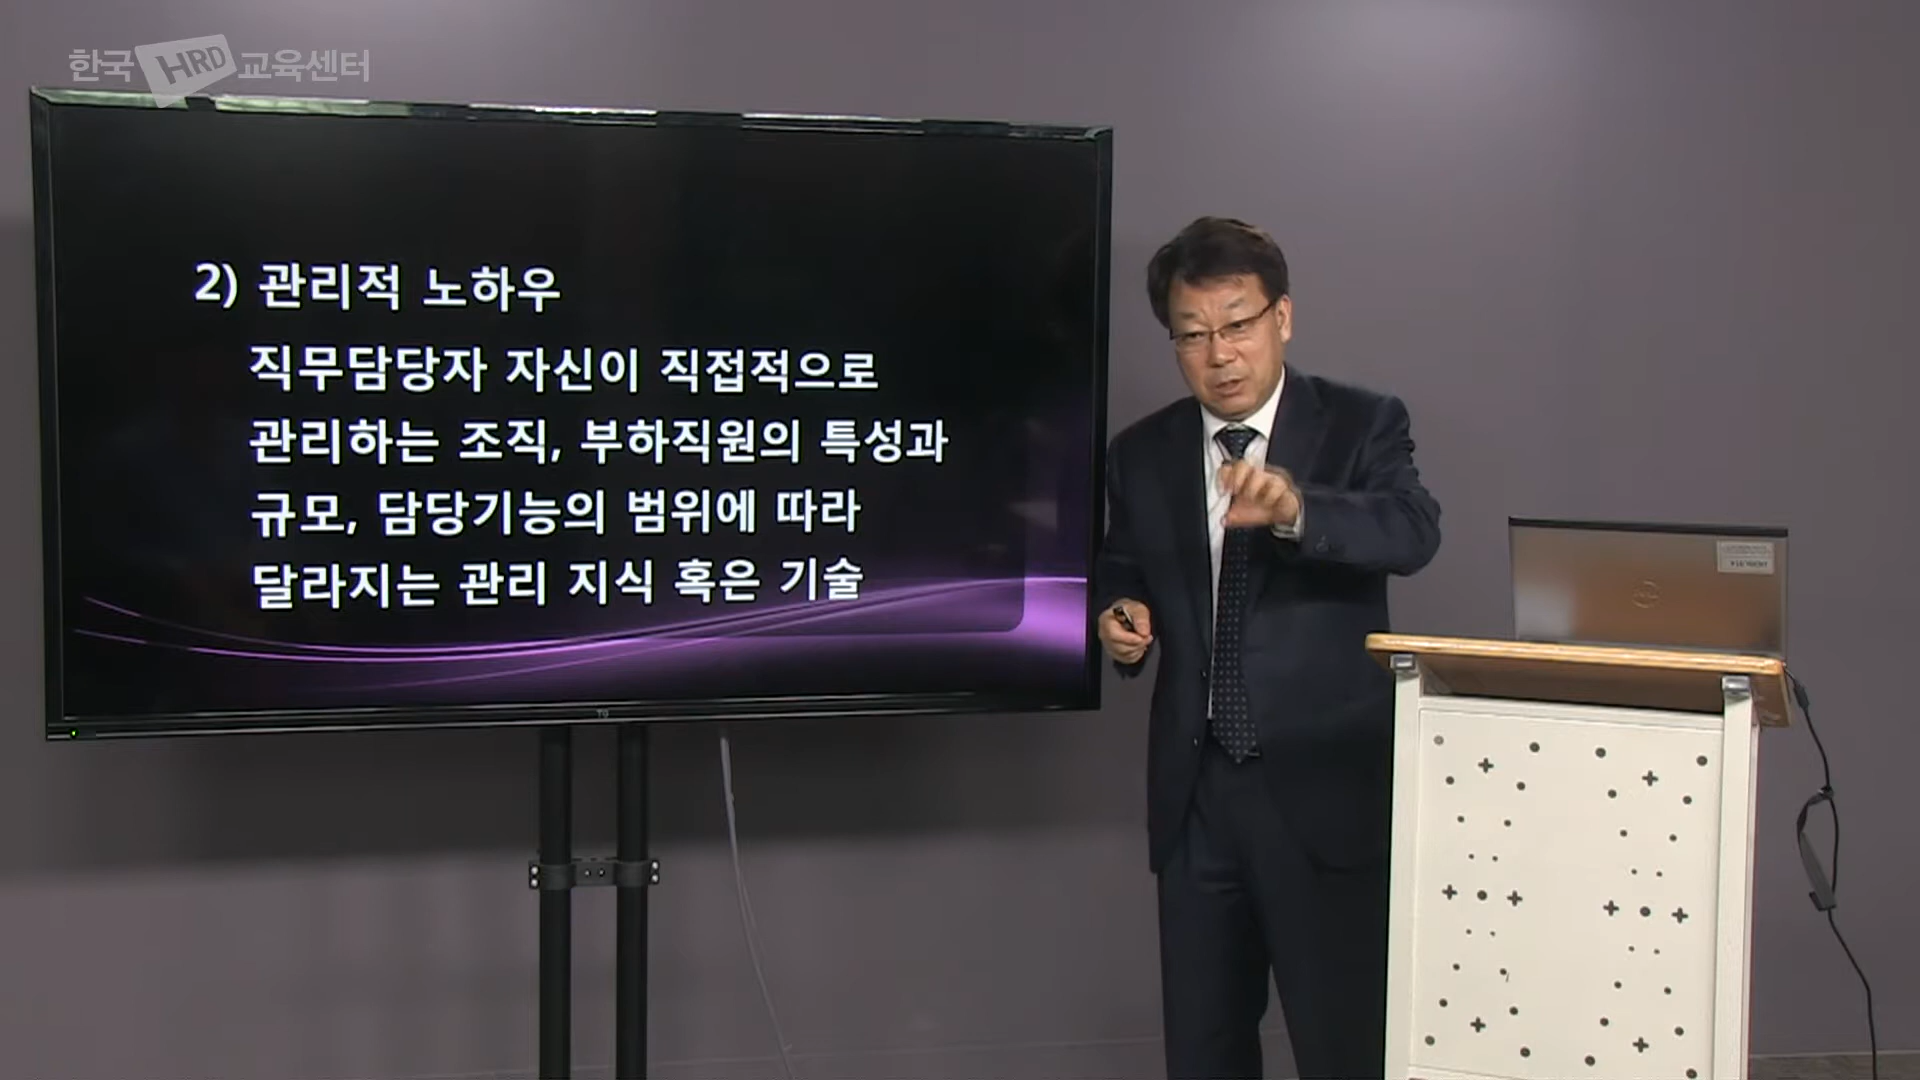 한국 HRD 교육센터
2) 관리적 노하우
직무담당자 자신이 직접적으로
관리하는 조직, 부하직원의 특성과
규모, 담당기능의 범위에 따라
달라지는 관리 지식 혹은 기술
TG
DELL